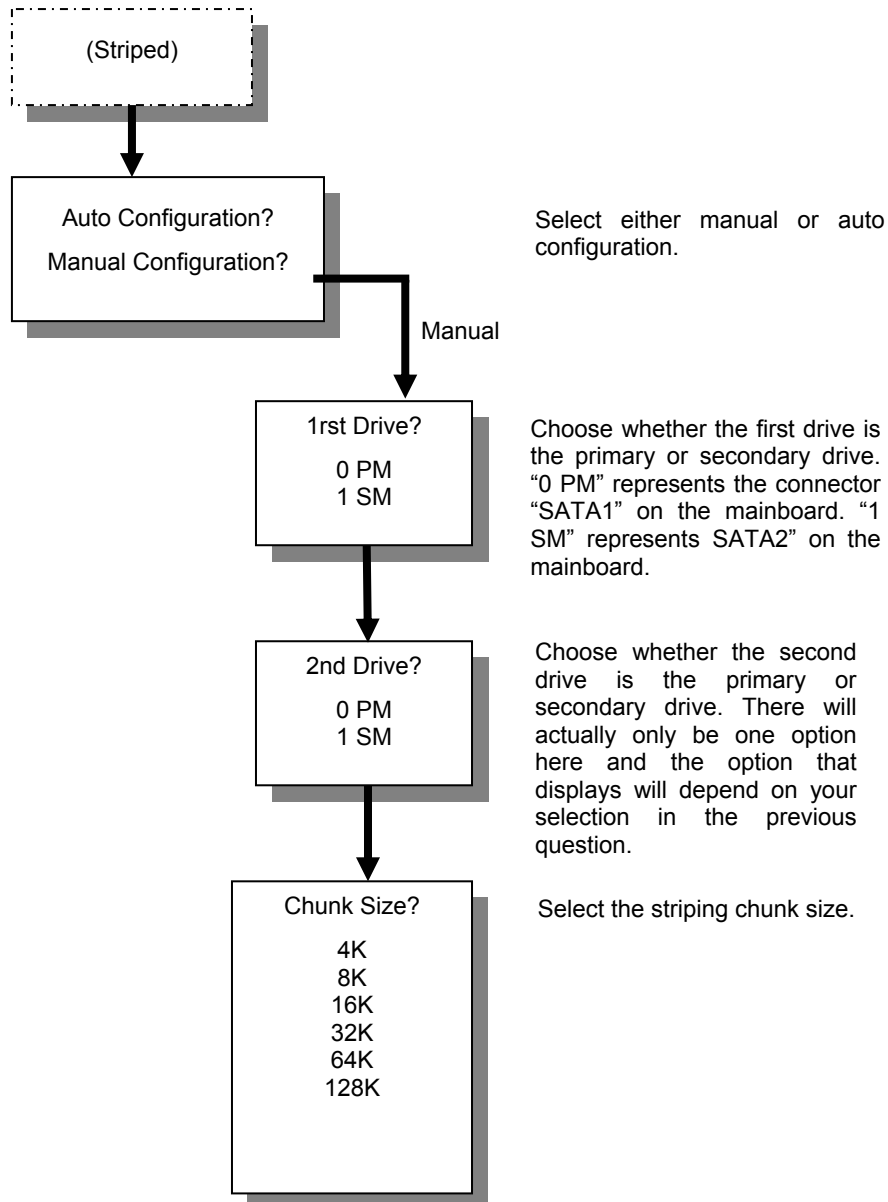 (Striped)
Auto Configuration?
Manual Configuration?
Select either manual or auto
configuration.
Manual
1rst Drive?
0 PM
1 SM
Choose whether the first drive is
the primary or secondary drive.
“0 PM” represents the connector
“SATA1” on the mainboard. “1
SM” represents SATA2” on the
mainboard.
2nd Drive?
0 PM
1 SM
Choose whether the second
drive is the primary or
secondary drive. There will
actually only be one option
here and the option that
displays will depend on your
selection in the previous
question.
Chunk Size?
4K
8K
16K
32K
64K
128K
Select the striping chunk size.